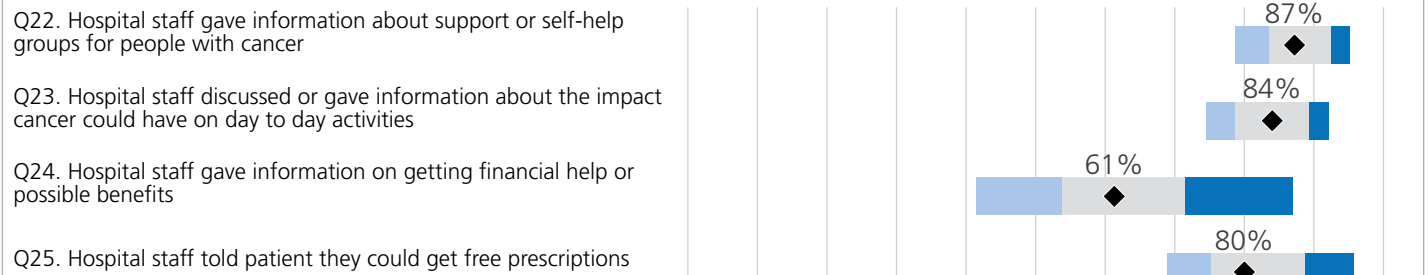 Q22. Hospital staff gave information about support or self-help
groups for people with cancer
87%
Q23. Hospital staff discussed or gave information about the impact
cancer could have on day to day activities
84%
Q24. Hospital staff gave information on getting financial help or
possible benefits
61%
Q25. Hospital staff told patient they could get free prescriptions
80%